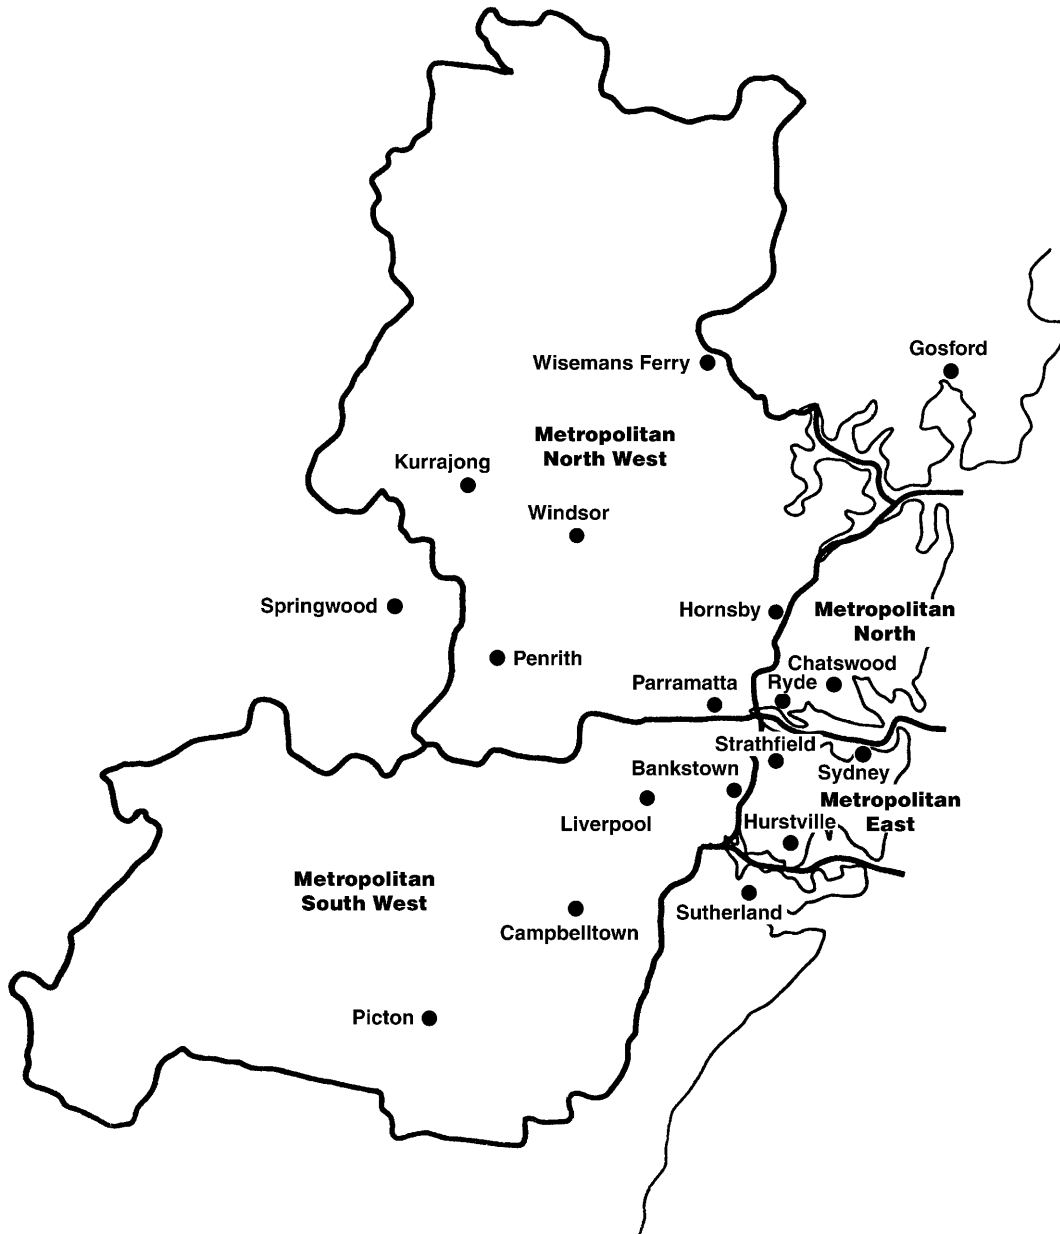 Gosford
Wisemans Ferry
Metropolitan
North West
Kurrajong
Windsor
Springwood
Hornsby
Metropolitan
North
Penrith
Chatswood
Parramatta
Ryde
Strathfield
Bankstown
Sydney
Liverpool
Metropolitan
East
Hurstville
Metropolitan
South West
Sutherland
Campbelltown
Picton